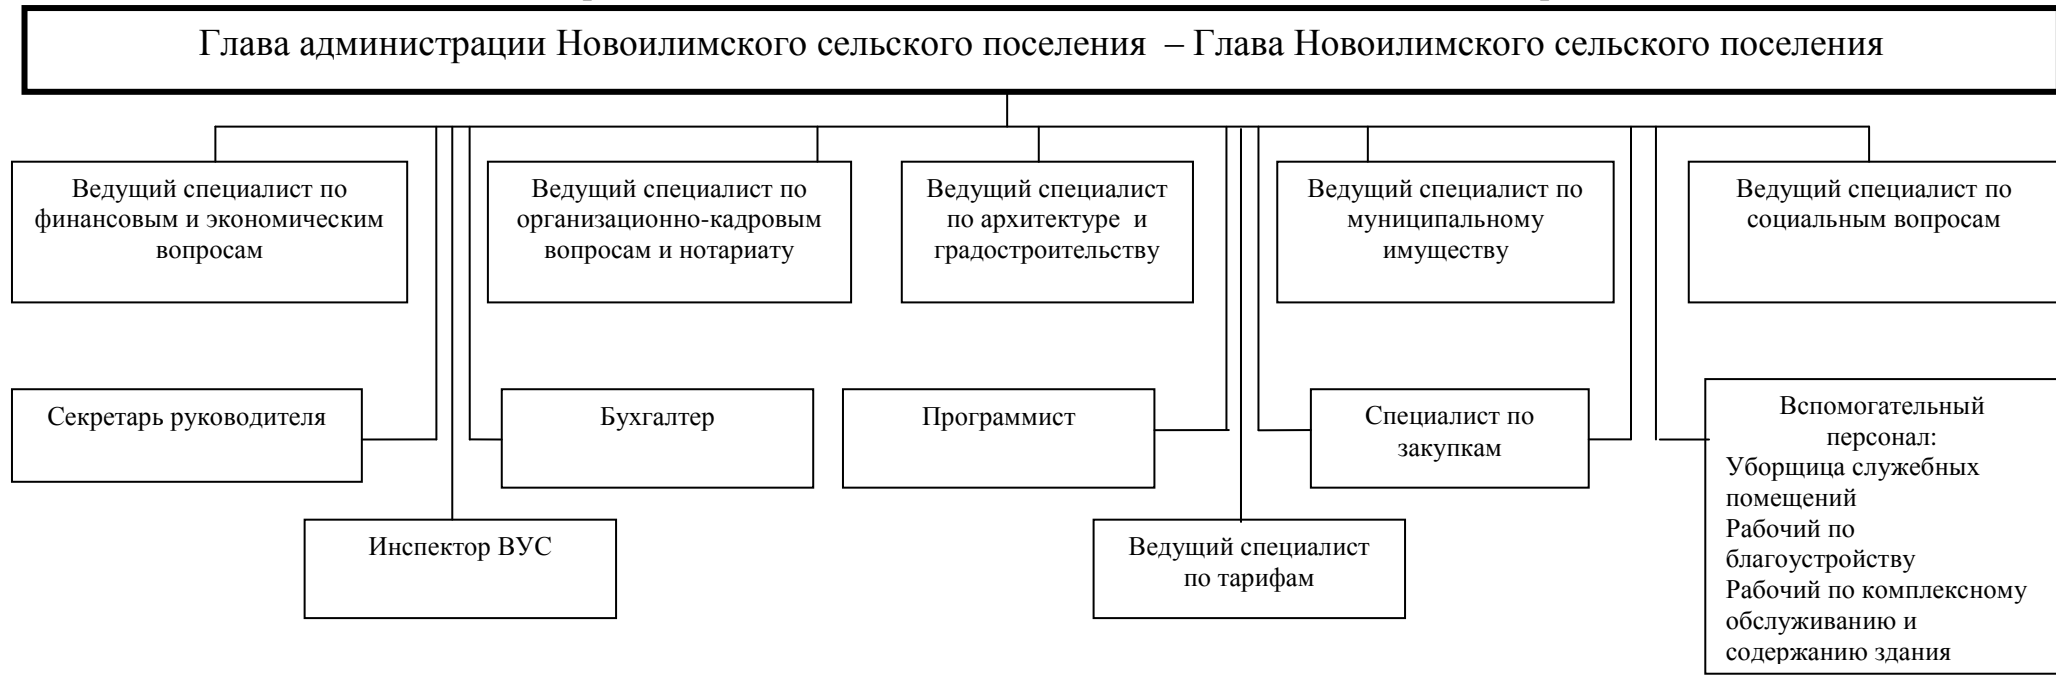 Глава администрации Новоилимского сельского поселения – Глава Новоилимского сельского поселения
Ведущий специалист по
финансовым и экономическим
вопросам
Ведущий специалист по
организационно-кадровым
вопросам и нотариату
Ведущий специалист
по архитектуре и
градостроительству
Ведущий специалист по
муниципальному
имуществу
Ведущий специалист по
социальным вопросам
Секретарь руководителя
Бухгалтер
Программист
Специалист по
закупкам
Вспомогательный
персонал:
Уборщица служебных
помещений
Рабочий по
благоустройству
Рабочий по комплексному
обслуживанию и
содержанию здания
Инспектор ВУС
Ведущий специалист
по тарифам